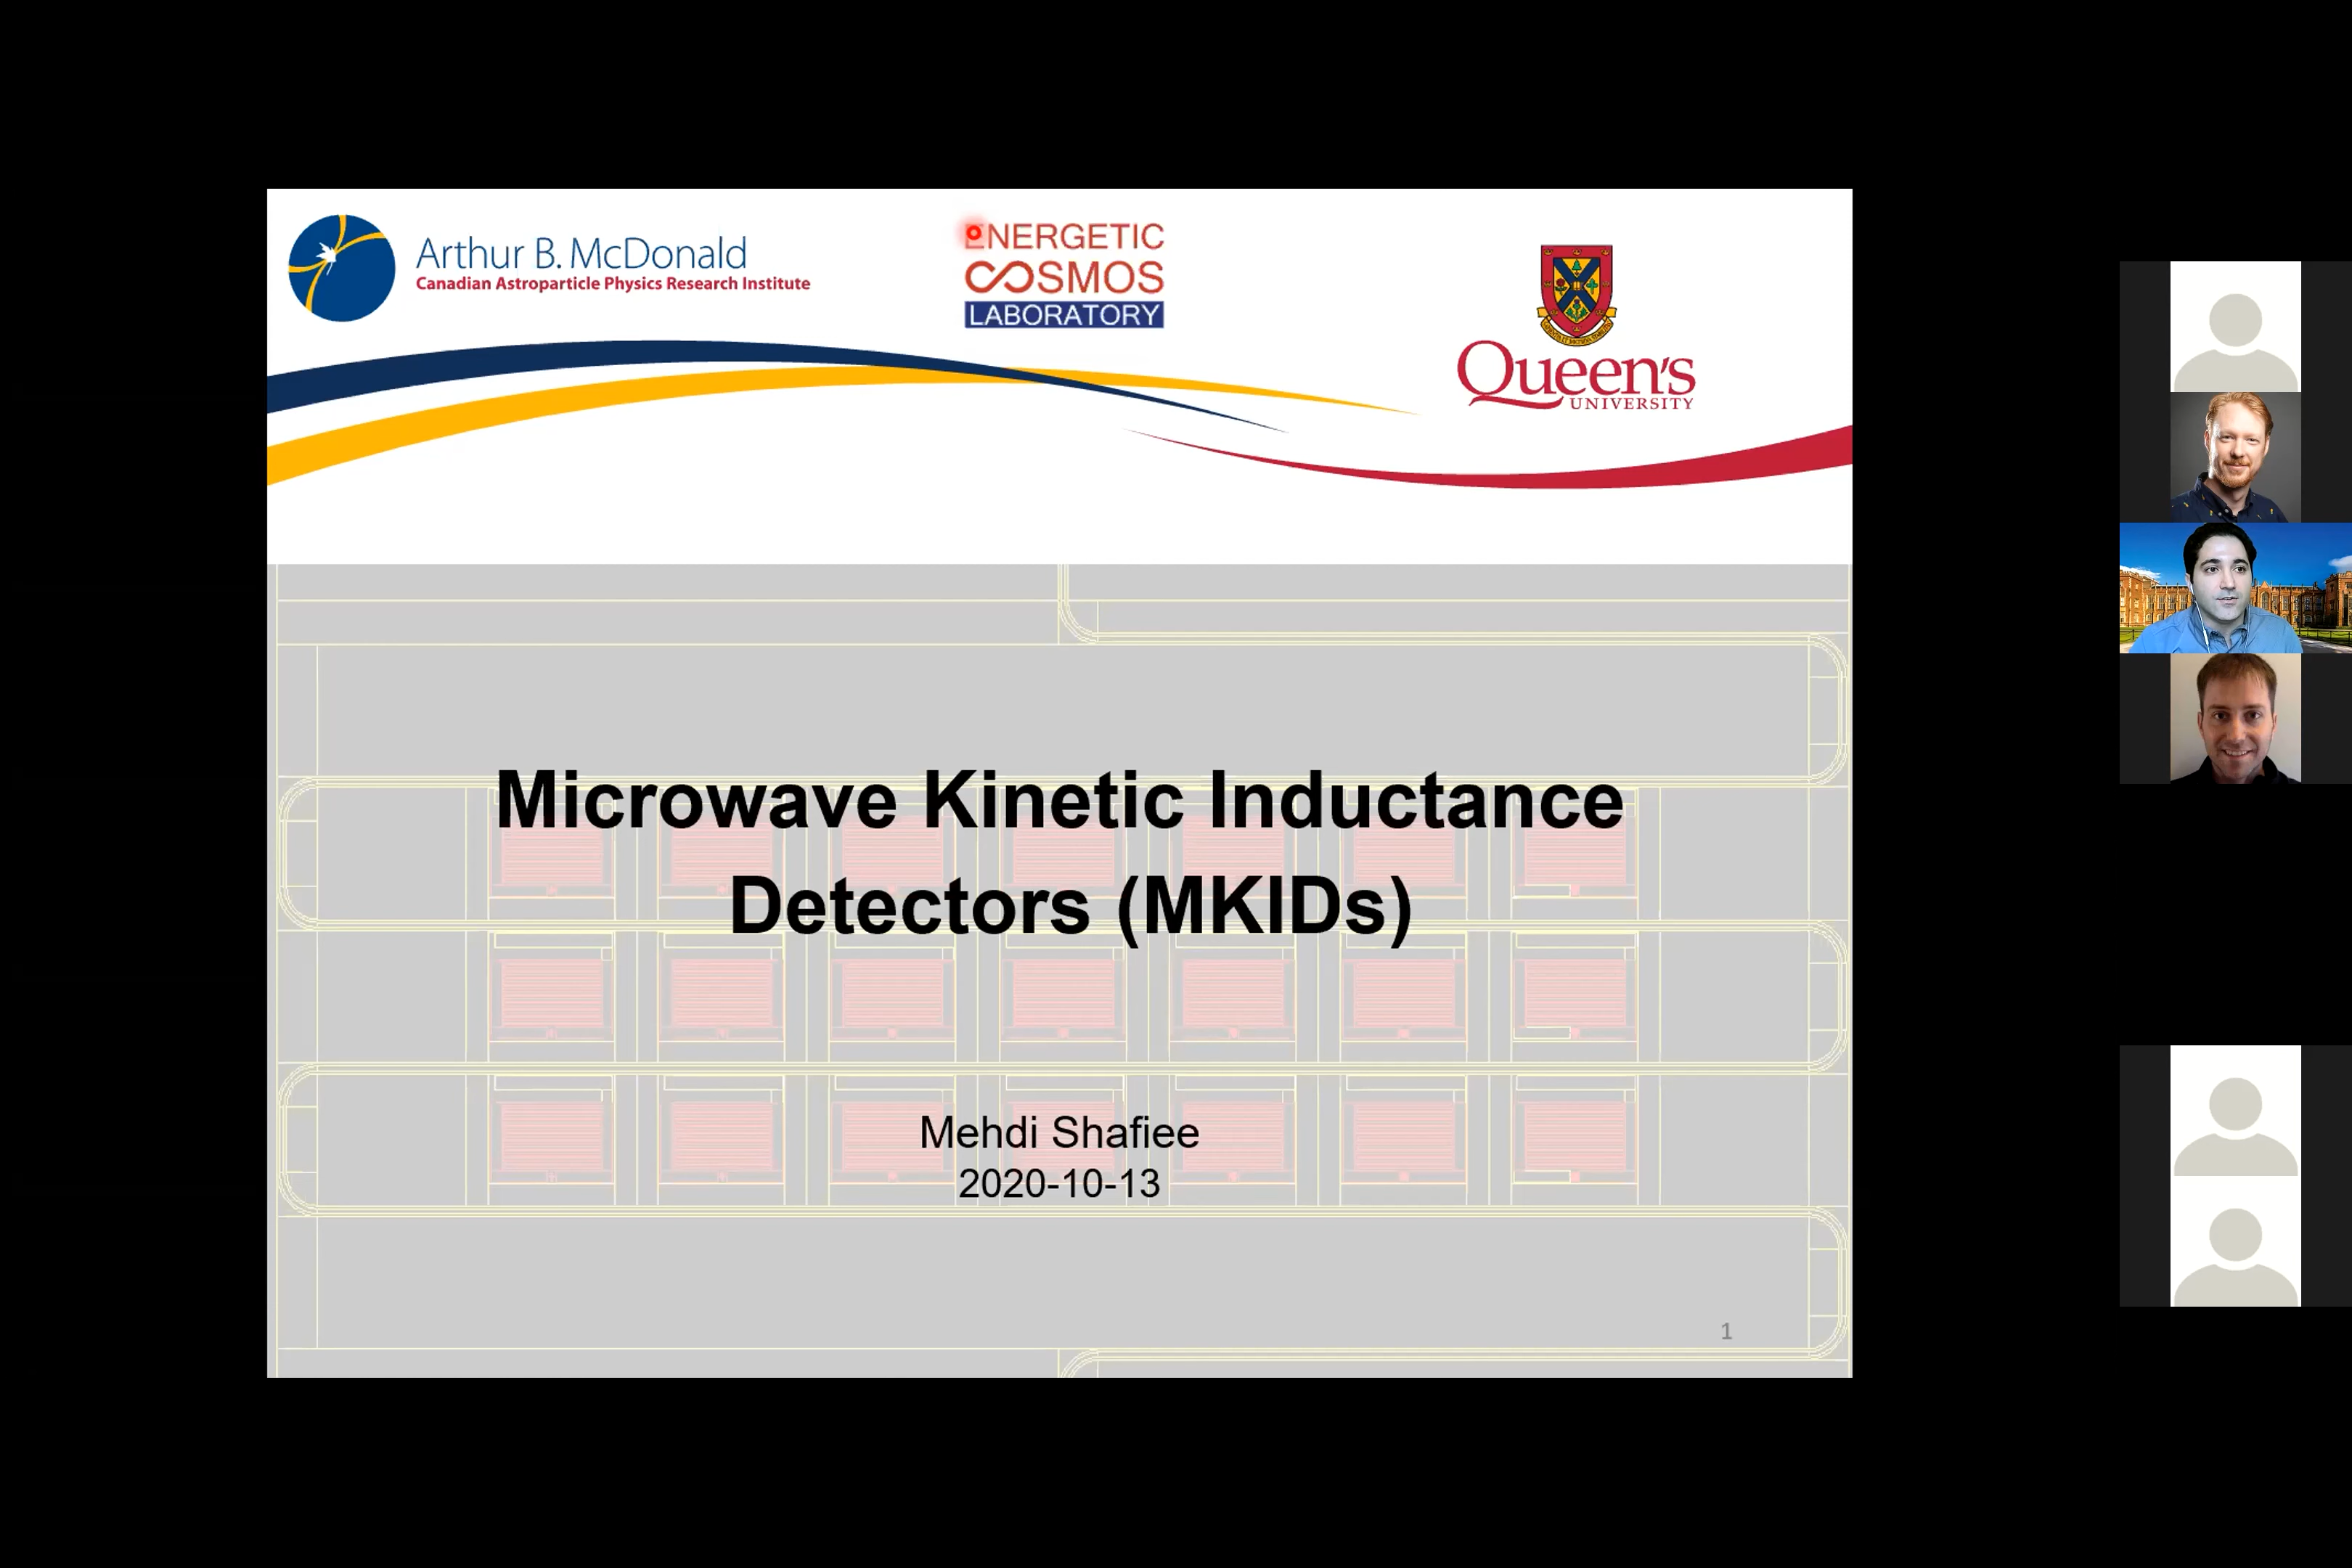 Arthur B. McDonald
Canadian Astroparticle Physics Research Institute
ENERGETIC
COSMOS
LABORATORY
Queen's
UNIVERSITY
Microwave Kinetic Inductance
Detectors (MKIDs)
Mehdi Shafiee
2020-10-13
1